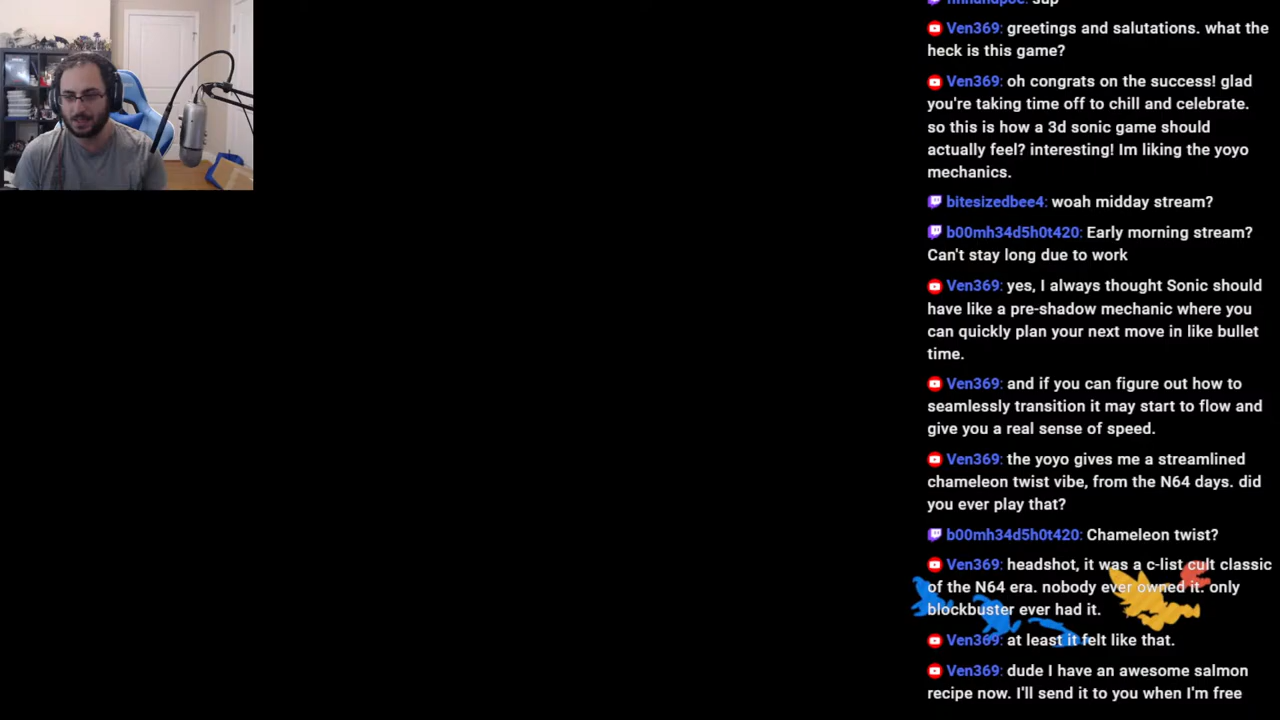 Ven369: greetings and salutations. what the
heck is this game?
Ven369: oh congrats on the success! glad
you're taking time off to chill and celebrate.
so this is how a 3d sonic game should
actually feel? interesting! Im liking the yoyo
mechanics.
bitesizedbee4: woah midday stream?
b00mh34d5h0t420: Early morning stream?
Can't stay long due to work
Ven369: yes, I always thought Sonic should
have like a pre-shadow mechanic where you
can quickly plan your next move in like bullet
time.
Ven369: and if you can figure out how to
seamlessly transition it may start to flow and
give you a real sense of speed.
Ven369: the yoyo gives me a streamlined
chameleon twist vibe, from the N64 days. did
you ever play that?
b00mh34d5h0t420: Chameleon twist?
Ven369: headshot, it was a c-list cult classic
of the N64 era. nobody ever owned it. only
blockbuster ever had it.
Ven369: at least it felt like that.
Ven369: dude I have an awesome salmon
recipe now. I'll send it to you when I'm free